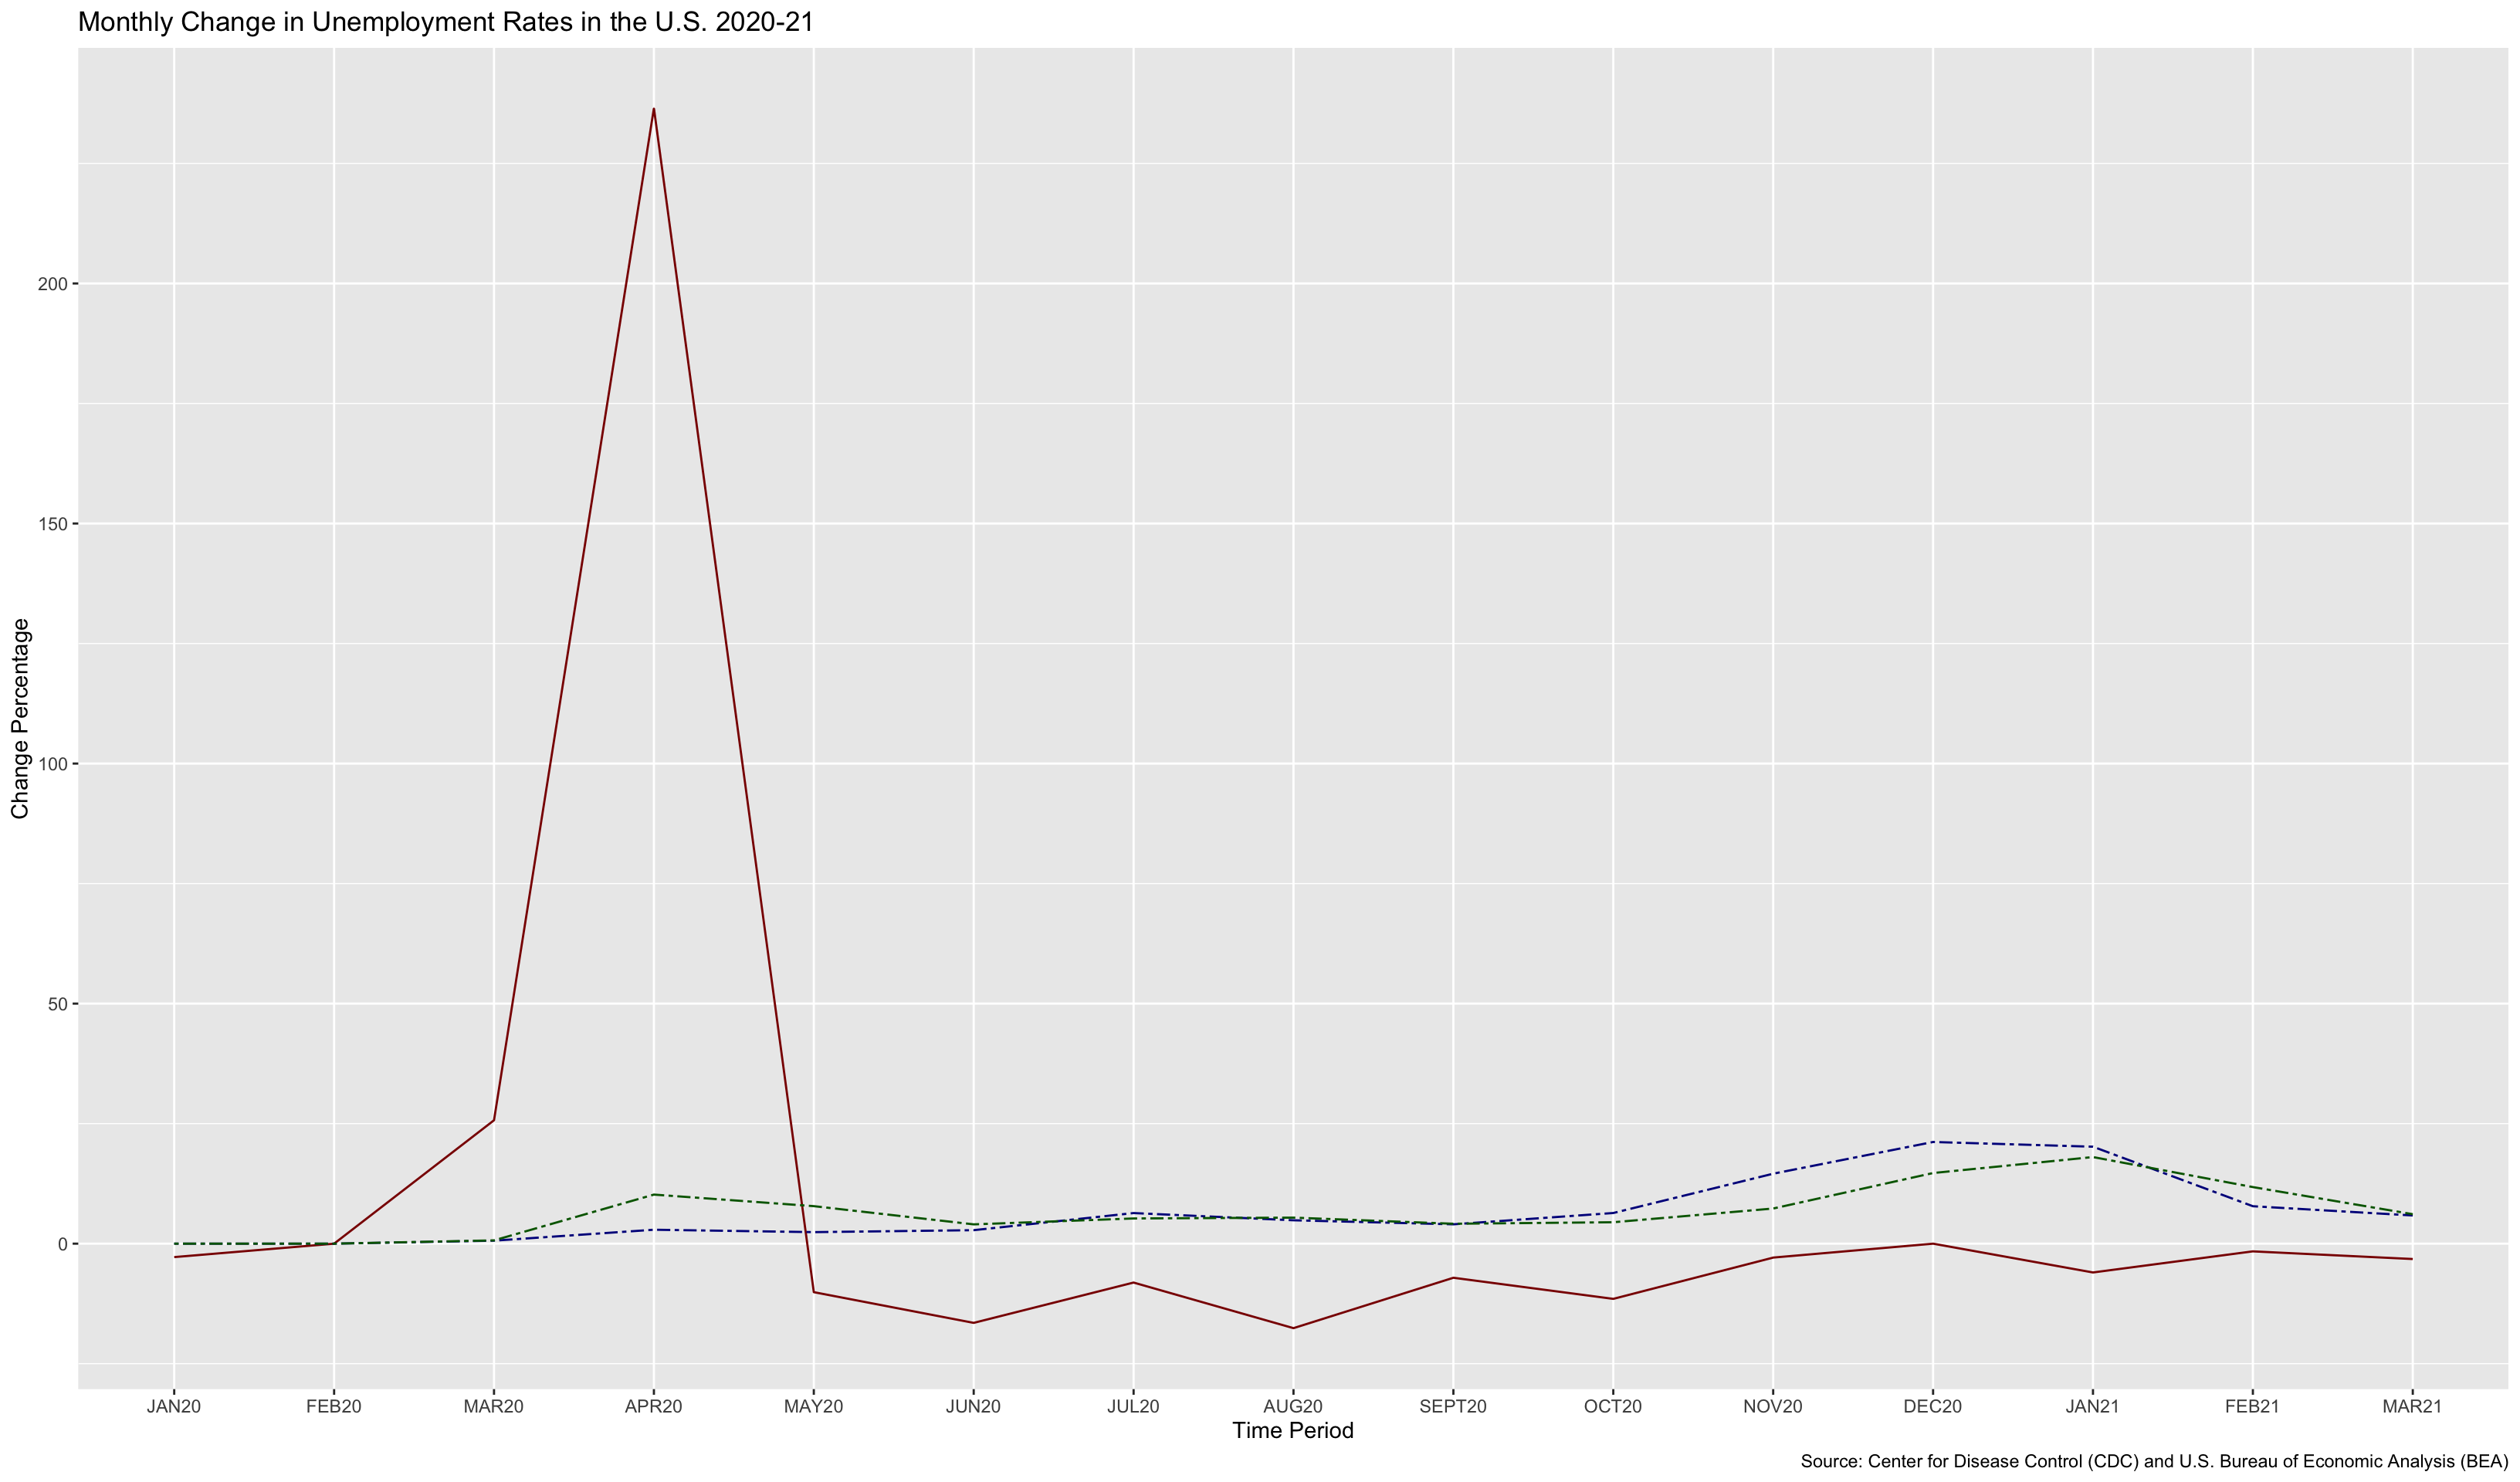 Monthly Change in Unemployment Rates in the U.S. 2020-21
Change Percentage
200
150
100
50
0
JAN20 FEB20 MAR20 APR20 MAY20 JUN20 JUL20 AUG20 SEPT20 OCT20 NOV20 DEC20 JAN21 FEB21 MAR21
Time Period
Source: Center for Disease Control (CDC) and U.S. Bureau of Economic Analysis (BEA)